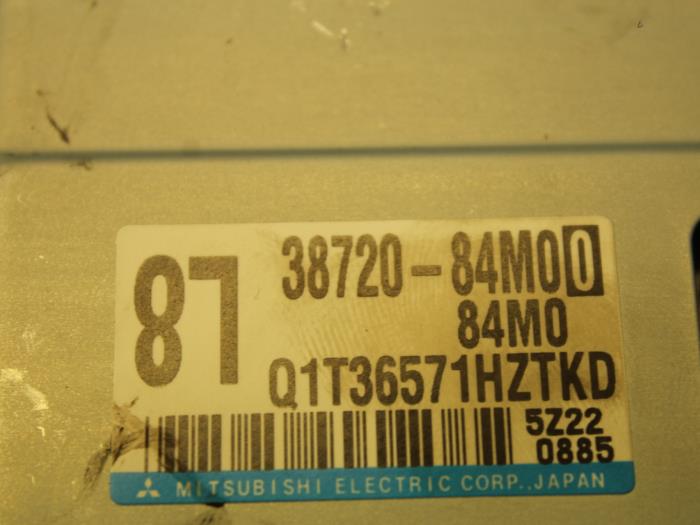 38720-84M00
84M0
87
Q1T36571HZTKD
5Z22
0885
MITSUBISHI ELECTRIC CORP.,JAPAN